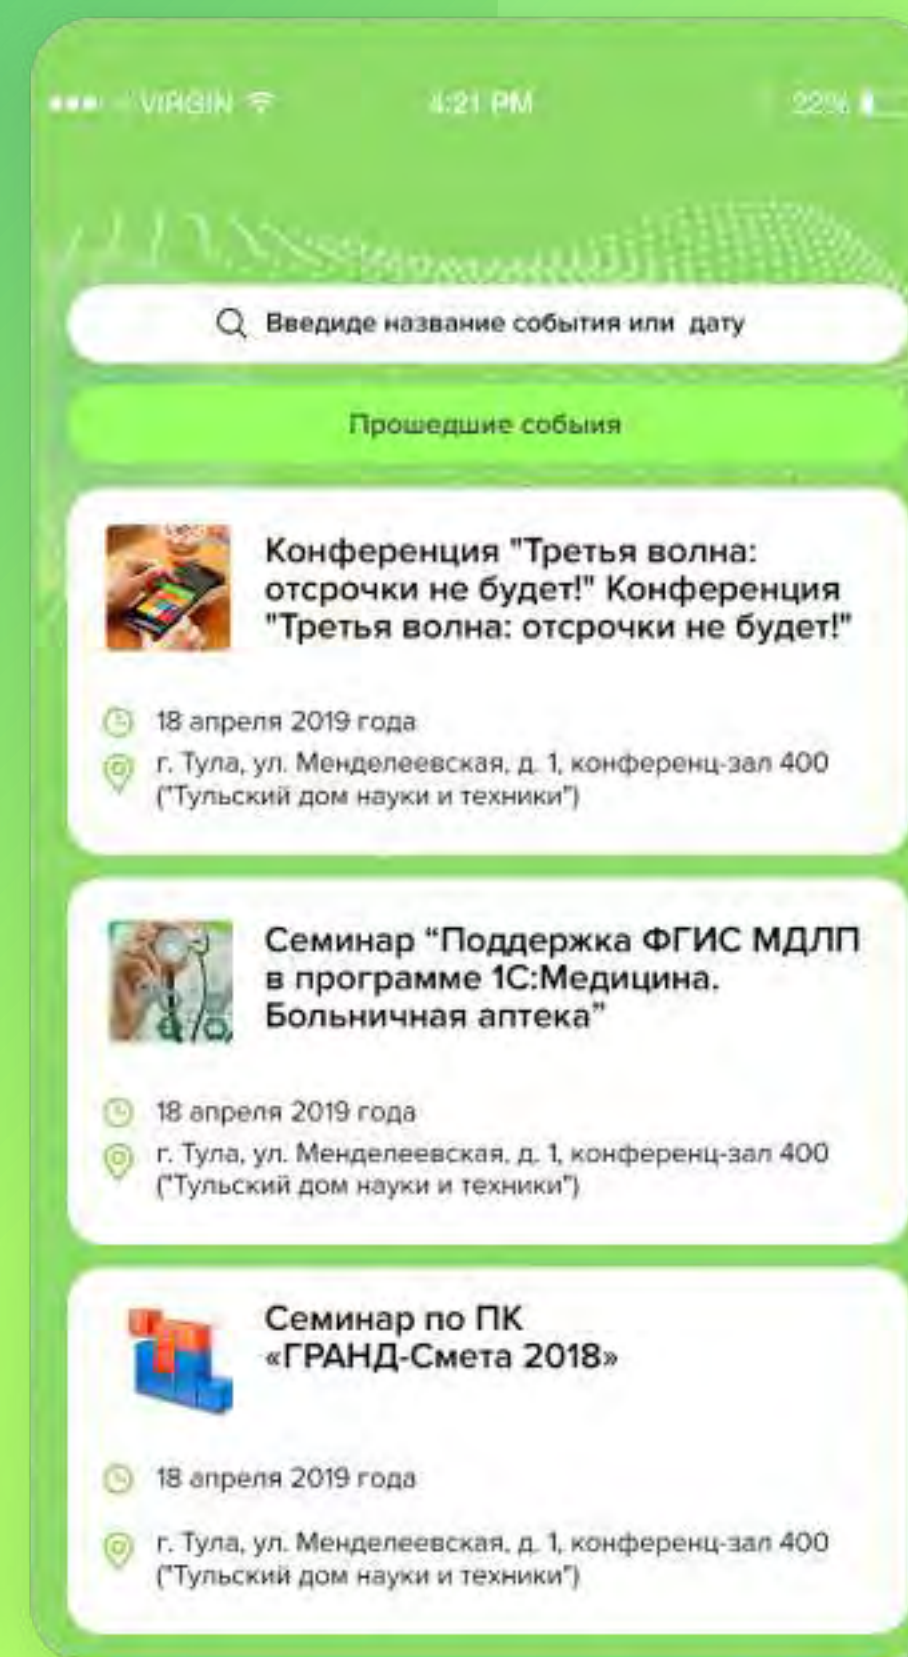 VIRGIN 4:21 PM 22%
Введиде название события или дату
Прошедшие собыия
Конференция "Третья волна:
отсрочки не будет!" Конференция
"Третья волна: отсрочки не будет!"
18 апреля 2019 года
г. Тула, ул. Менделеевская, д. 1, конференц-зал 400
("Тульский дом науки и техники")
Семинар “Поддержка ФГИС МДЛП
в программе 1С:Медицина.
Больничная аптека”
18 апреля 2019 года
г. Тула, ул. Менделеевская, д. 1, конференц-зал 400
("Тульский дом науки и техники")
Семинар по ПК
«ГРАНД-Смета 2018»
18 апреля 2019 года
г. Тула, ул. Менделеевская, д. 1, конференц-зал 400
("Тульский дом науки и техники")